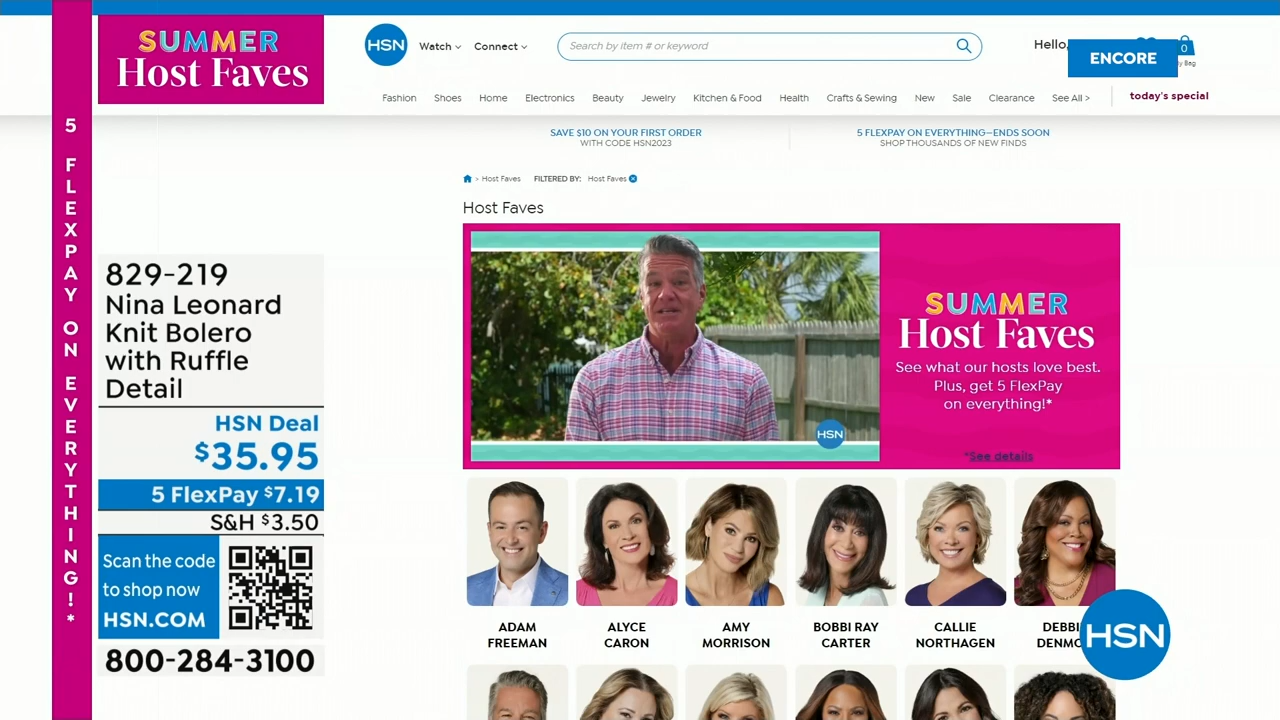 SUMMER
Host Faves
5 FLEXPAY ON EVERYTHING!*
829-219
Nina Leonard
Knit Bolero
with Ruffle
Detail
HSN Deal
$35.95
5 FlexPay $7.19
S&H $3.50
Scan the code
to shop now
HSN.COM
800-284-3100
HSN
Watch
Connect
Search by item # or keyword
Hello,
ENCORE
0
Bag
Fashion
Shoes
Home
Electronics
Beauty
Jewelry
Kitchen & Food
Health
Crafts & Sewing
New
Sale
Clearance
See All >
today's special
SAVE $10 ON YOUR FIRST ORDER
WITH CODE HSN2023
5 FLEXPAY ON EVERYTHING—ENDS SOON
SHOP THOUSANDS OF NEW FINDS
> Host Faves
FILTERED BY: Host Faves
Host Faves
HSN
SUMMER
Host Faves
See what our hosts love best.
Plus, get 5 FlexPay
on everything!*
*See details
ADAM
FREEMAN
ALYCE
CARON
AMY
MORRISON
BOBBI RAY
CARTER
CALLIE
NORTHAGEN
DEBBI
DENMO
HSN